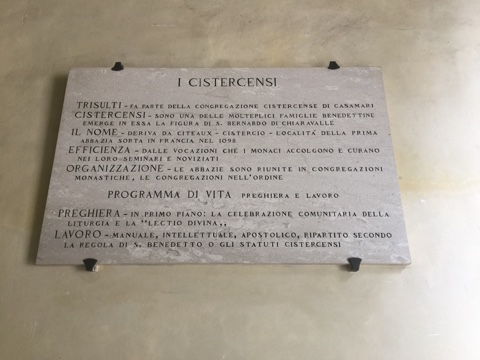 I CISTERCENSI
TRISULTI - FA PARTE DELLA CONGREGAZIONE CISTERCENSE DI CASAMARI
CISTERCENSI - SONO UNA DELLE MOLTEPLICI FAMIGLIE BENEDETTINE
EMERGE IN ESSA LA FIGURA DI S. BERNARDO DI CHIARAVALLE
IL NOME - DERIVA DA CITEAUX - CISTERCIO - LOCALITÀ DELLA PRIMA
ABBAZIA SORTA IN FRANCIA NEL 1098
EFFICIENZA - DALLE VOCAZIONI CHE I MONACI ACCOLGONO E CURANO
NEI LORO SEMINARI E NOVIZIATI
ORGANIZZAZIONE - LE ABBAZIE SONO RIUNITE IN CONGREGAZIONI
MONASTICHE, LE CONGREGAZIONI NELL'ORDINE
PROGRAMMA DI VITA PREGHIERA E LAVORO
PREGHIERA - IN PRIMO PIANO: LA CELEBRAZIONE COMUNITARIA DELLA
LITURGIA E LA "LECTIO DIVINA,,
LAVORO - MANUALE, INTELLETTUALE, APOSTOLICO, RIPARTITO SECONDO
LA REGOLA DI S. BENEDETTO O GLI STATUTI CISTERCENSI